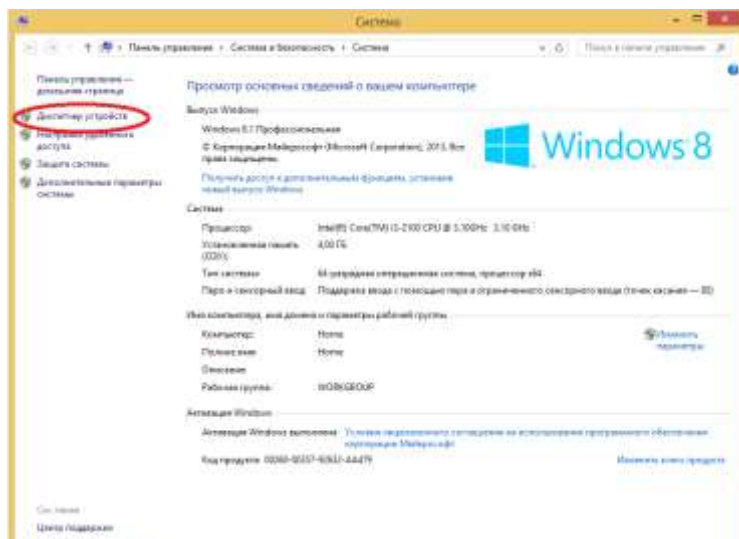 Система
Панель управления › Система и безопасность › Система
Поиск в панели управления
Панель управления —
домашняя страница
Диспетчер устройств
Настройка удаленного
доступа
Защита системы
Дополнительные параметры
системы
Просмотр основных сведений о вашем компьютере
Выпуск Windows
Windows 8.1 Профессиональная
© Корпорация Майкрософт (Microsoft Corporation), 2013. Все
права защищены.
Получить доступ к дополнительным функциям, установив
новый выпуск Windows
Windows 8
Система
Процессор: Intel(R) Core(TM) i3-2100 CPU @ 3.10GHz 3.10 GHz
Установленная память
(ОЗУ): 4,00 ГБ
Тип системы: 64-разрядная операционная система, процессор x64
Перо и сенсорный ввод: Поддержка ввода с помощью пера и ограниченного сенсорного ввода (точек касания —
Имя компьютера, имя домена и параметры рабочей группы
Компьютер: Home
Полное имя: Home
Описание:
Рабочая группа: WORKGROUP
Изменить
параметры
Активация Windows
Активация Windows выполнена Условия лицензионного соглашения на использование программного обеспечения
корпорации Майкрософт
Код продукта:
Изменить ключ продукта
См. также
Центр поддержки